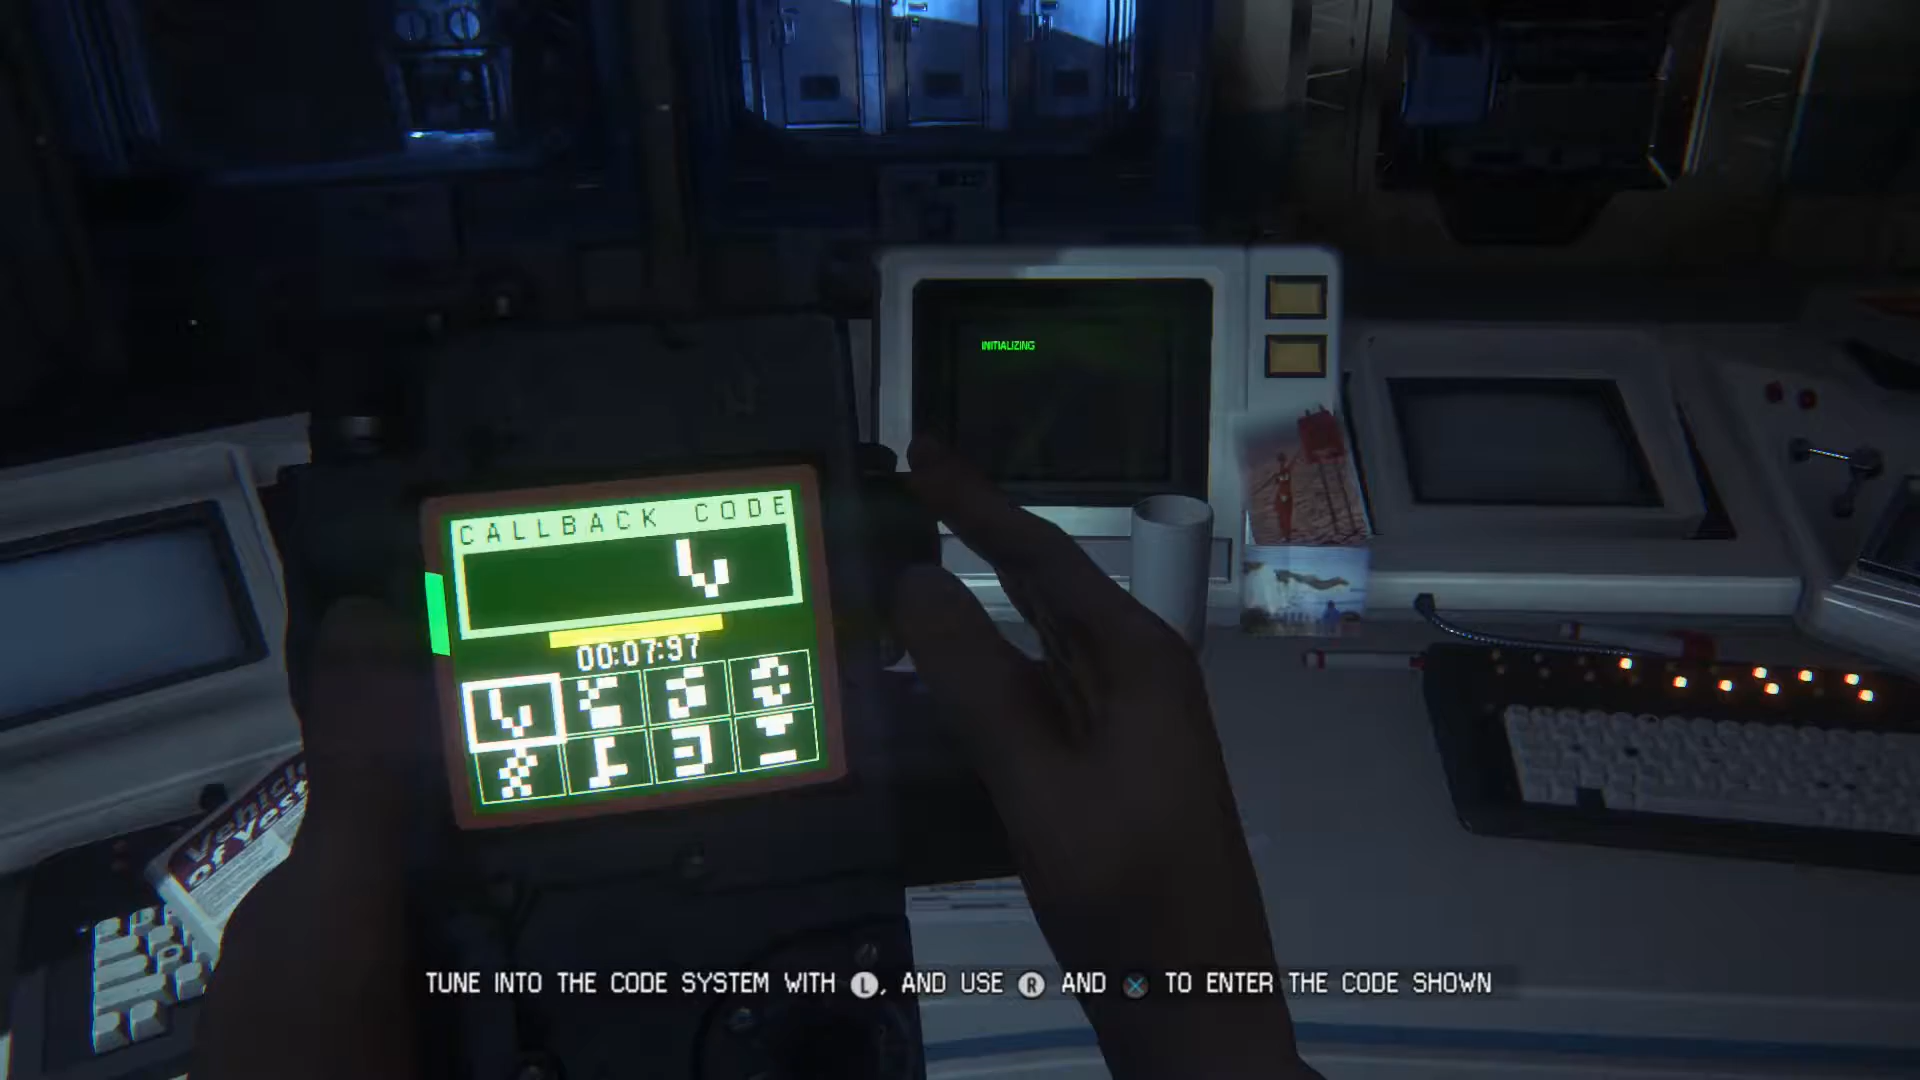 INITIALIZING
CALLBACK CODE
00:07:97
Vehicle
of Yest
TUNE INTO THE CODE SYSTEM WITH L, AND USE R AND X TO ENTER THE CODE SHOWN